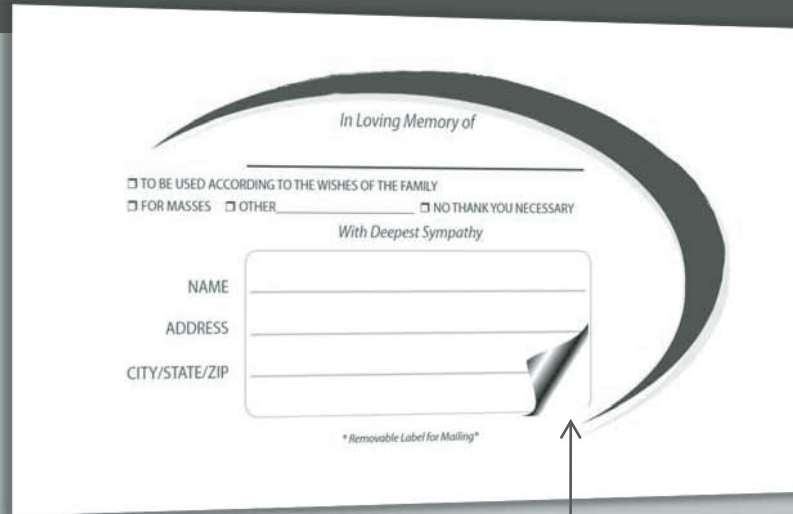 In Loving Memory of
☐ TO BE USED ACCORDING TO THE WISHES OF THE FAMILY
☐ FOR MASSES ☐ OTHER____________________ ☐ NO THANK YOU NECESSARY
With Deepest Sympathy
NAME
ADDRESS
CITY/STATE/ZIP
*Removable Label for Mailing*